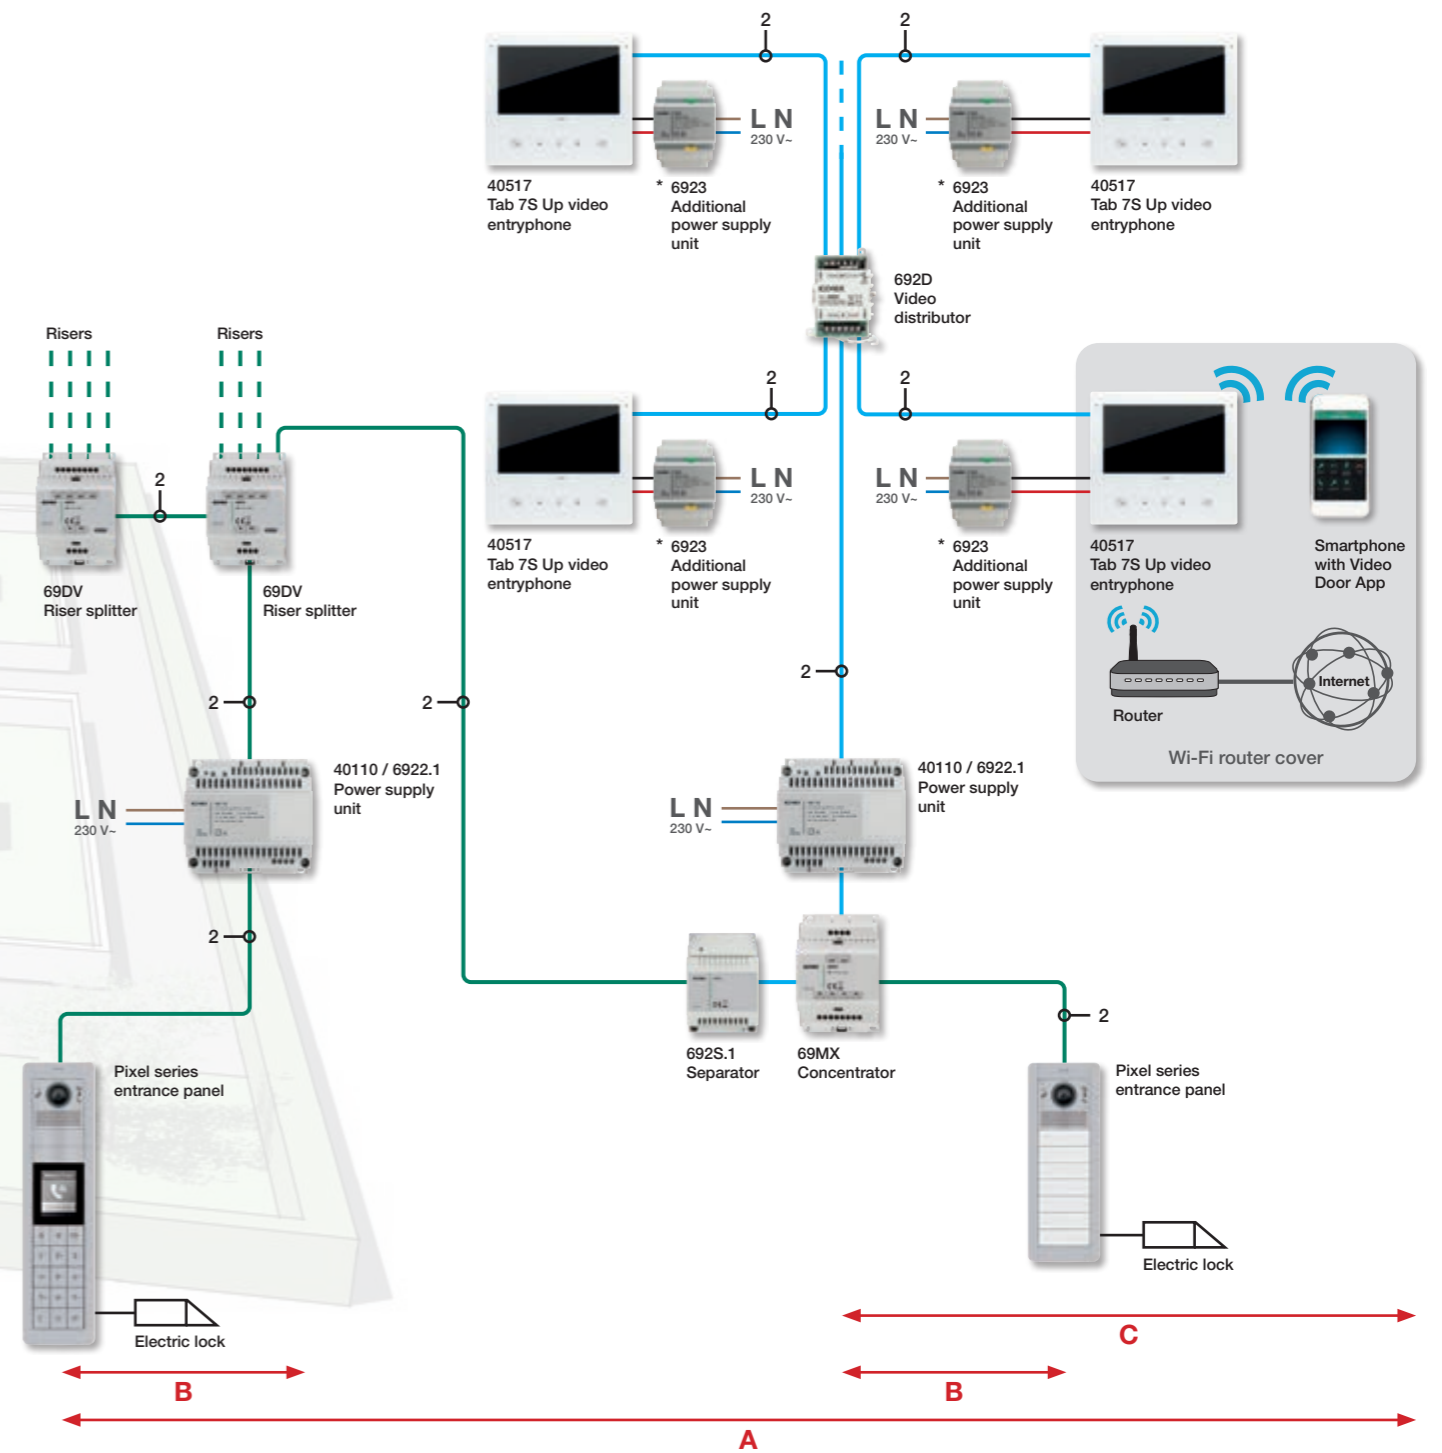 2
2
L N
230 V~
L N
230 V~
40517
Tab 7S Up video
entryphone
* 6923
Additional
power supply
unit
* 6923
Additional
power supply
unit
40517
Tab 7S Up video
entryphone
692D
Video
distributor
Risers
Risers
2
2
2
L N
230 V~
L N
230 V~
69DV
Riser splitter
69DV
Riser splitter
40517
Tab 7S Up video
entryphone
* 6923
Additional
power supply
unit
* 6923
Additional
power supply
unit
40517
Tab 7S Up video
entryphone
Smartphone
with Video
Door App
2
2
2
Internet
Router
Wi-Fi router cover
40110 / 6922.1
Power supply
unit
L N
230 V~
40110 / 6922.1
Power supply
unit
L N
230 V~
2
2
692S.1
Separator
69MX
Concentrator
Pixel series
entrance panel
Pixel series
entrance panel
Electric lock
Electric lock
C
B
B
A